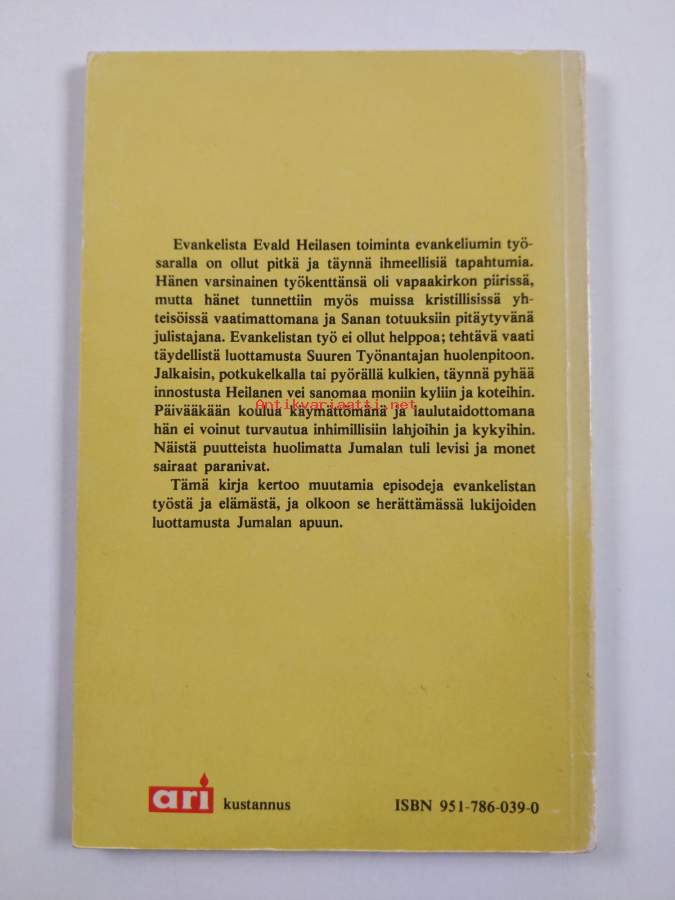 Evankelista Evald Heilasen toiminta evankeliumin työ-
saralla on ollut pitkä ja täynnä ihmeellisiä tapahtumia.
Hänen varsinainen työkenttänsä oli vapaakirkon piirissä,
mutta hänet tunnettiin myös muissa kristillisissä yh-
teisöissä vaatimattomana ja Sanan totuuksiin pitäytyvänä
julistajana. Evankelistan työ ei ollut helppoa; tehtävä vaati
täydellistä luottamusta Suuren Työnantajan huolenpitoon.
Jalkaisin, potkukelkalla tai pyörällä kulkien, täynnä pyhää
innostusta Heilanen vei sanomaa moniin kyliin ja koteihin.
Antikvariaatti.net
Päivääkään koulua käymättömänä ja laulutaidottomana
hän ei voinut turvautua inhimillisiin lahjoihin ja kykyihin.
Näistä puutteista huolimatta Jumalan tuli levisi ja monet
sairaat paranivat.
Tämä kirja kertoo muutamia episodeja evankelistan
työstä ja elämästä, ja olkoon se herättämässä lukijoiden
luottamusta Jumalan apuun.
ari kustannus
ISBN 951-786-039-0